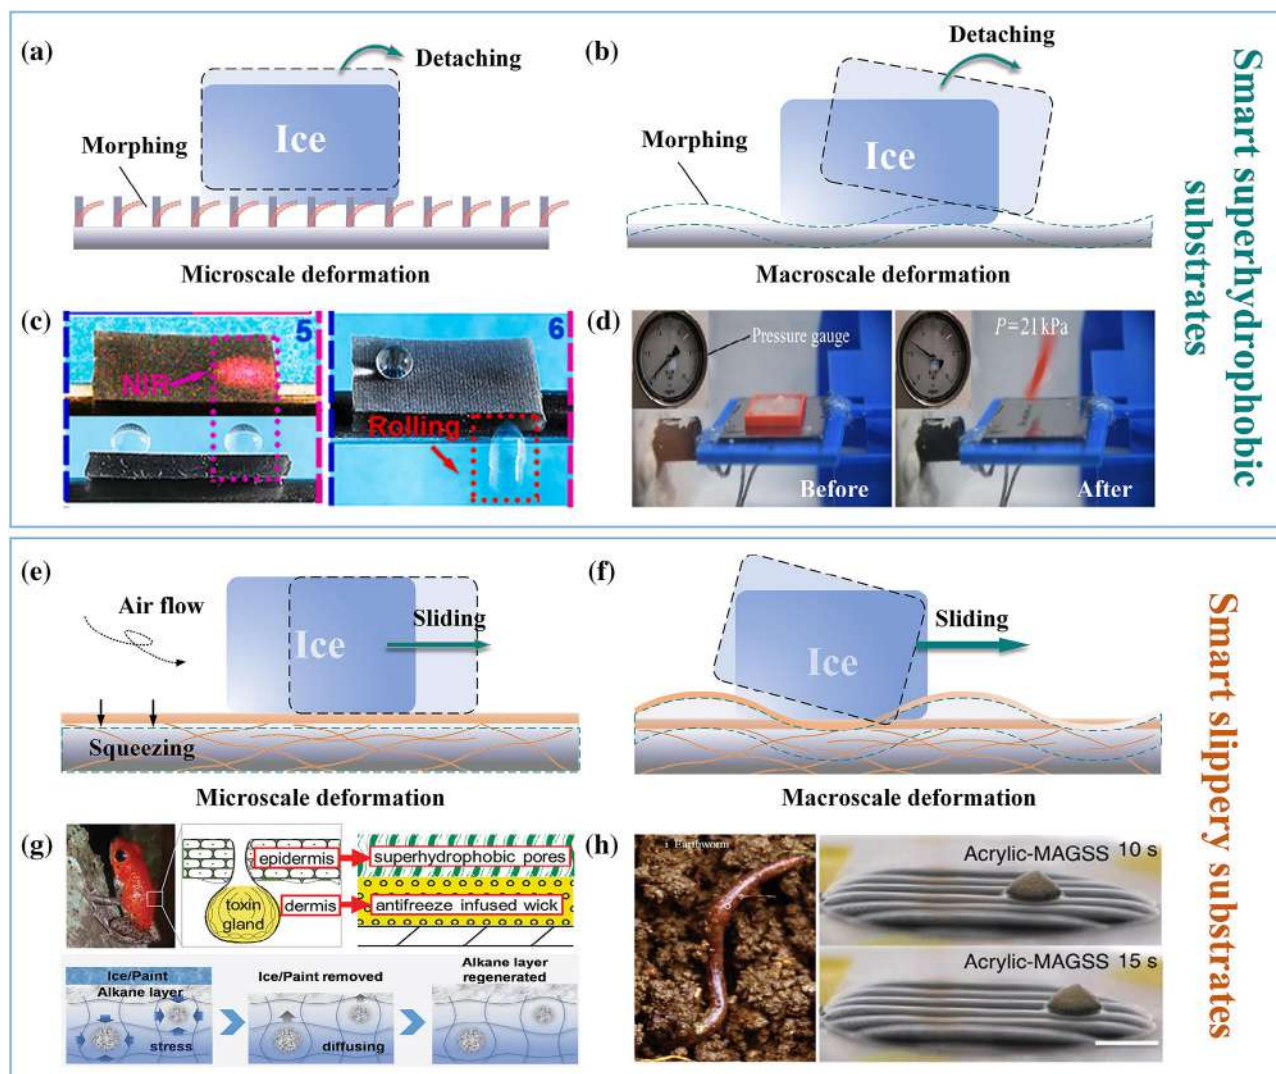 (a)
Detaching
Ice
Morphing
Microscale deformation
(b)
Detaching
Ice
Morphing
Macroscale deformation
(c)
5
NIR
6
Rolling
(d)
Pressure gauge
Before
P=21kPa
After
Smart superhydrophobic
substrates
(e)
Air flow
Ice
Sliding
Squeezing
Microscale deformation
(f)
Sliding
Ice
Macroscale deformation
(g)
epidermis
superhydrophobic pores
toxin
gland
dermis
antifreeze infused wick
Ice/Paint
Alkane layer
stress
Ice/Paint removed
diffusing
Alkane layer
regenerated
(h)
i Earthworm
Acrylic-MAGSS 10 s
Acrylic-MAGSS 15 s
Smart slippery substrates